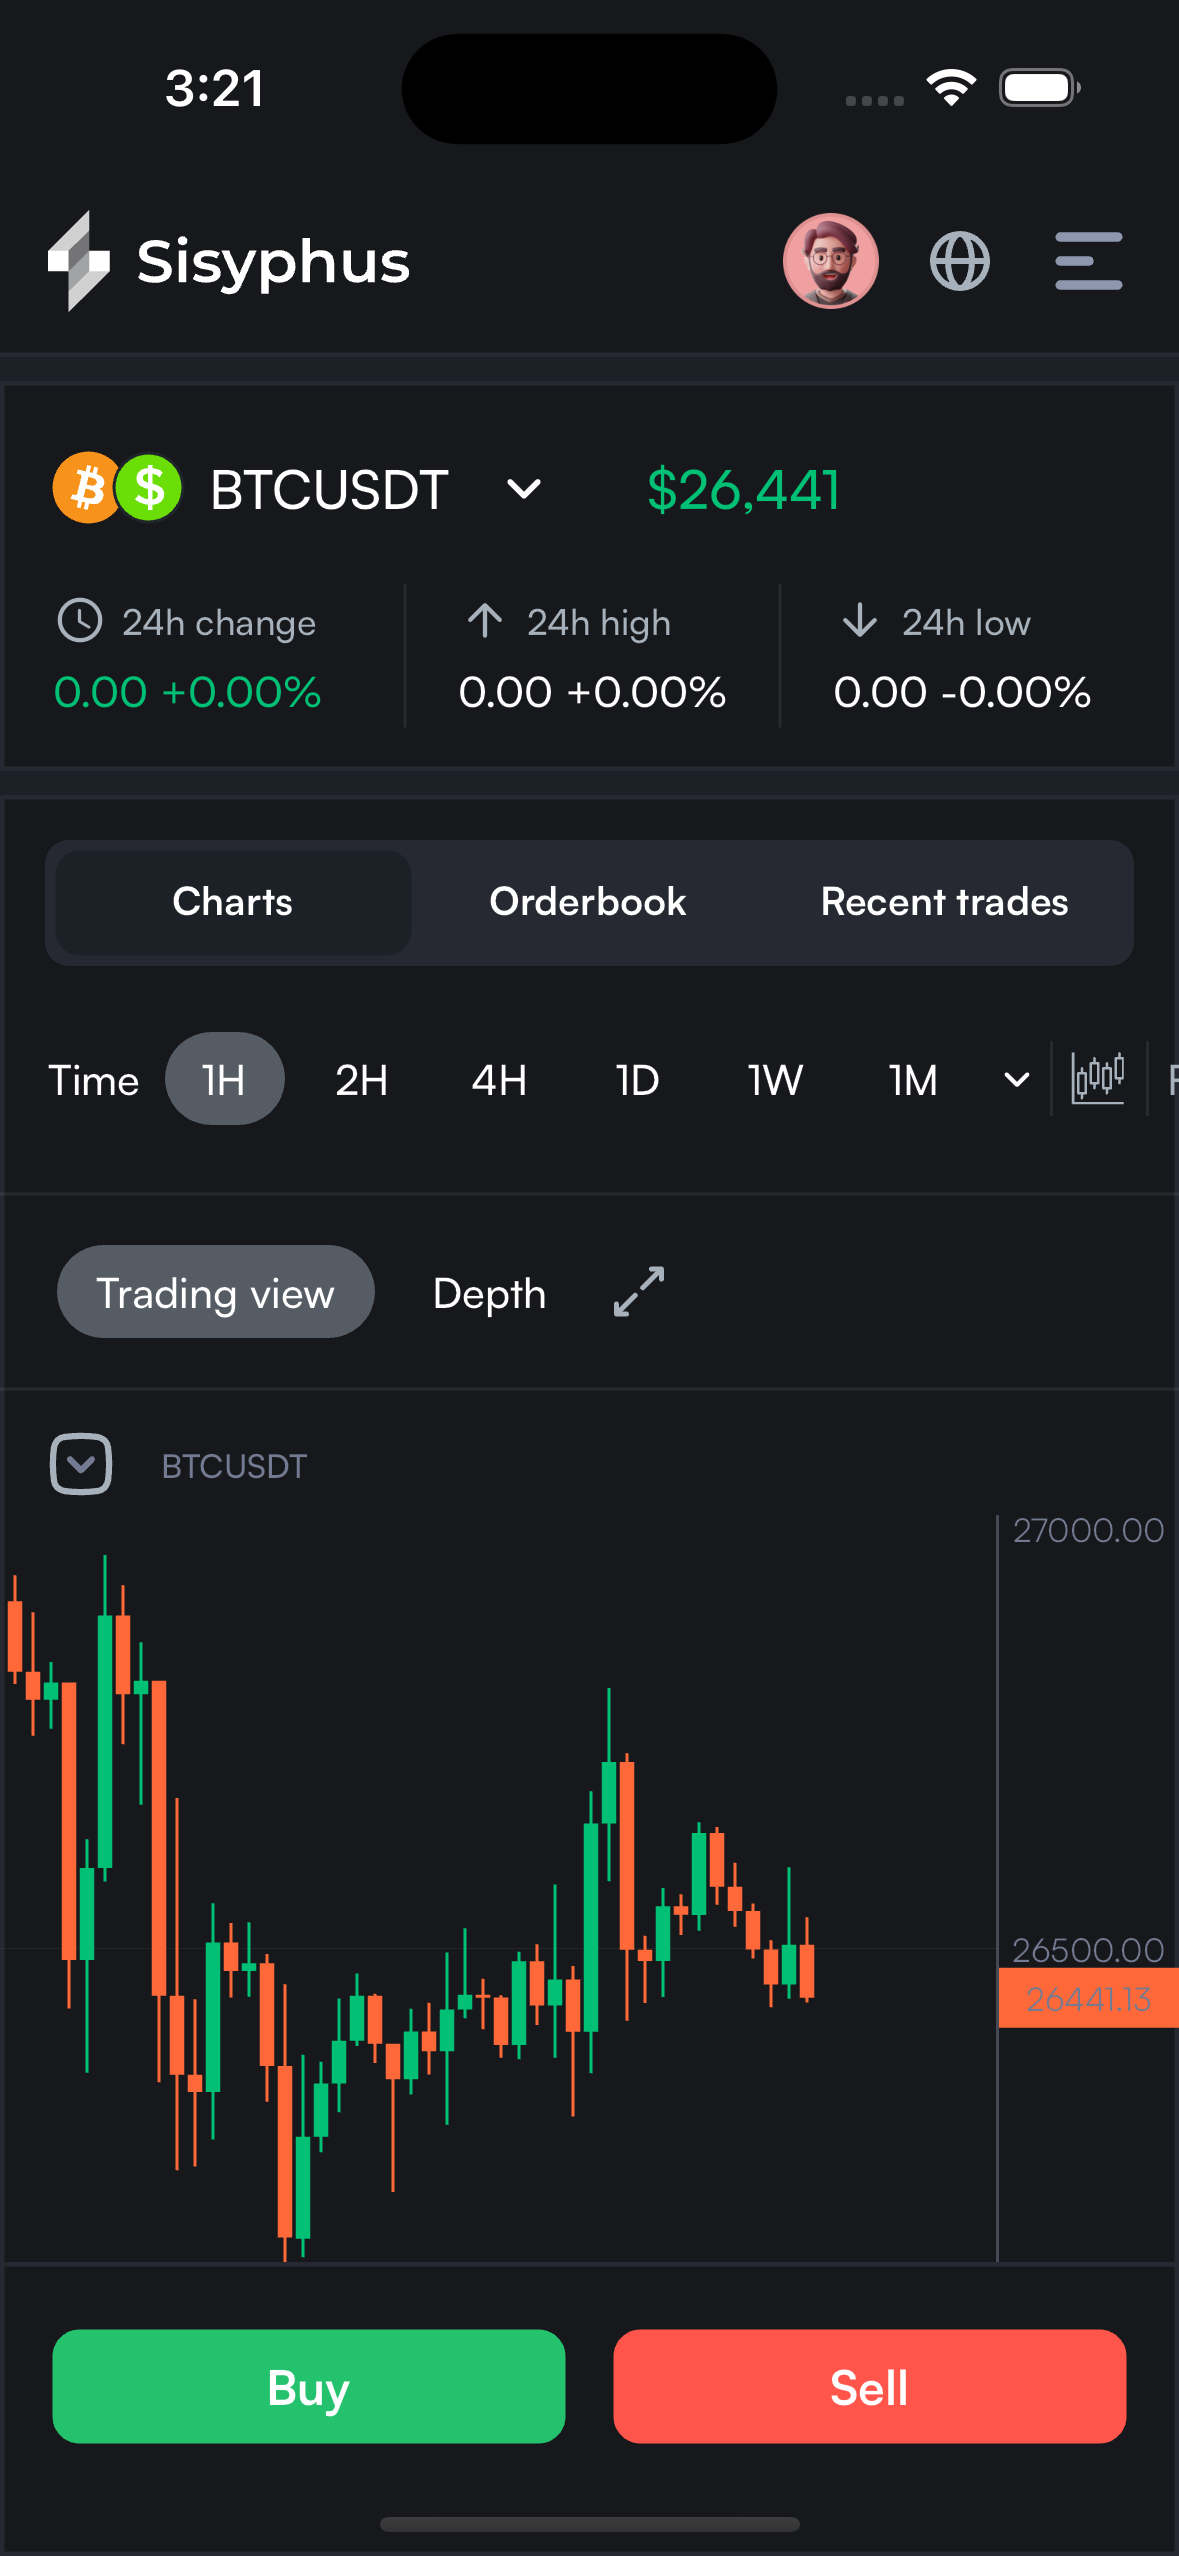 3:21
Sisyphus
BTCUSDT $26,441
24h change 24h high 24h low
0.00 +0.00% 0.00 +0.00% 0.00 -0.00%
Charts Orderbook Recent trades
Time 1H 2H 4H 1D 1W 1M
Trading view Depth
BTCUSDT
27000.00
26500.00
26441.13
Buy Sell